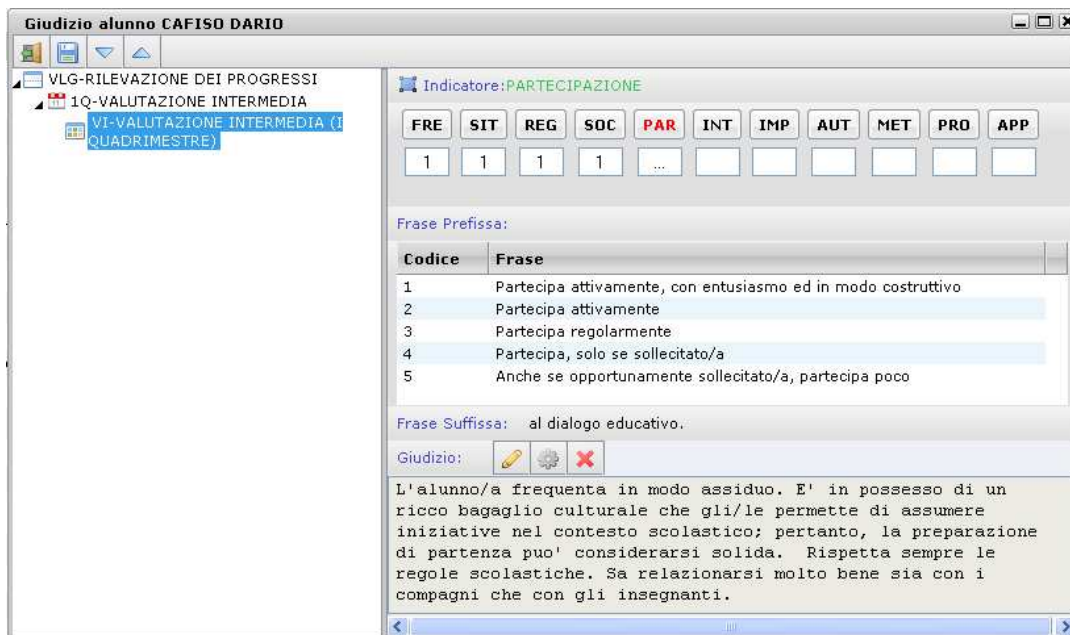 Giudizio alunno CAFISO DARIO
VLG-RILEVAZIONE DEI PROGRESSI
1Q-VALUTAZIONE INTERMEDIA
VI-VALUTAZIONE INTERMEDIA (I
QUADRIMESTRE)
Indicatore:PARTECIPAZIONE
FRE SIT REG SOC PAR INT IMP AUT MET PRO APP
1 1 1 1 ...
Frase Prefissa:
Codice Frase
1 Partecipa attivamente, con entusiasmo ed in modo costruttivo
2 Partecipa attivamente
3 Partecipa regolarmente
4 Partecipa, solo se sollecitato/a
5 Anche se opportunamente sollecitato/a, partecipa poco
Frase Suffissa: al dialogo educativo.
Giudizio:
L'alunno/a frequenta in modo assiduo. E' in possesso di un
ricco bagaglio culturale che gli/le permette di assumere
iniziative nel contesto scolastico; pertanto, la preparazione
di partenza puo' considerarsi solida.  Rispetta sempre le
regole scolastiche. Sa relazionarsi molto bene sia con i
compagni che con gli insegnanti.